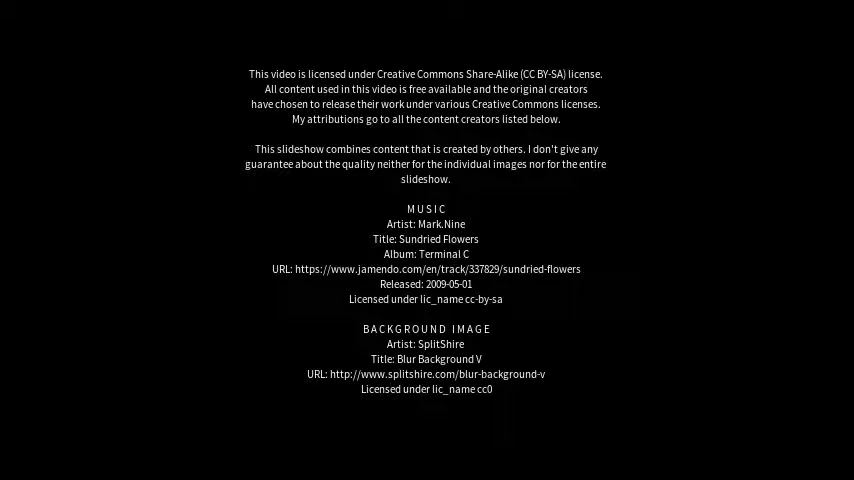 This video is licensed under Creative Commons Share-Alike (CC BY-SA) license.
All content used in this video is free available and the original creators
have chosen to release their work under various Creative Commons licenses.
My attributions go to all the content creators listed below.
This slideshow combines content that is created by others. I don't give any
guarantee about the quality neither for the individual images nor for the entire
slideshow.
MUSIC
Artist: Mark.Nine
Title: Sundried Flowers
Album: Terminal C
URL: https://www.jamendo.com/en/track/337829/sundried-flowers
Released: 2009-05-01
Licensed under lic_name cc-by-sa
BACKGROUND IMAGE
Artist: SplitShire
Title: Blur Background V
URL: http://www.splitshire.com/blur-background-v
Licensed under lic_name cc0